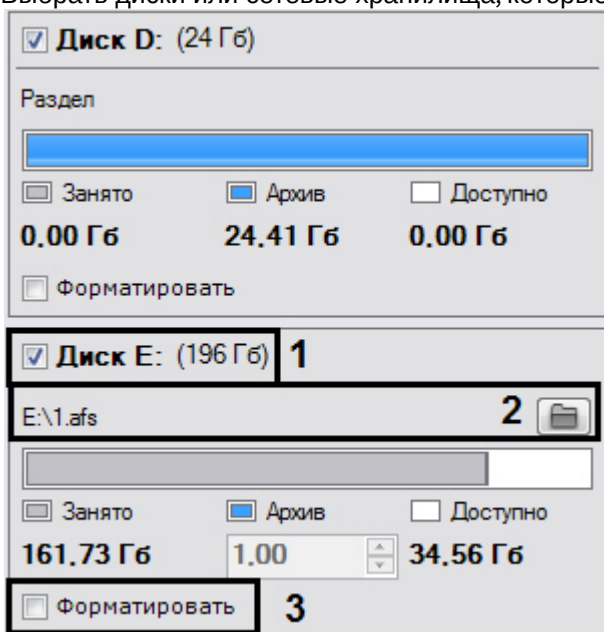 Выбрать диски или сетевые хранилища, которые
Диск D: (24 Гб)
Раздел
Занято Архив Доступно
0.00 Гб 24.41 Гб 0.00 Гб
Форматировать
Диск E: (196 Гб) 1
E:\1.afs 2
Занято Архив Доступно
161.73 Гб 1.00 34.56 Гб
Форматировать 3